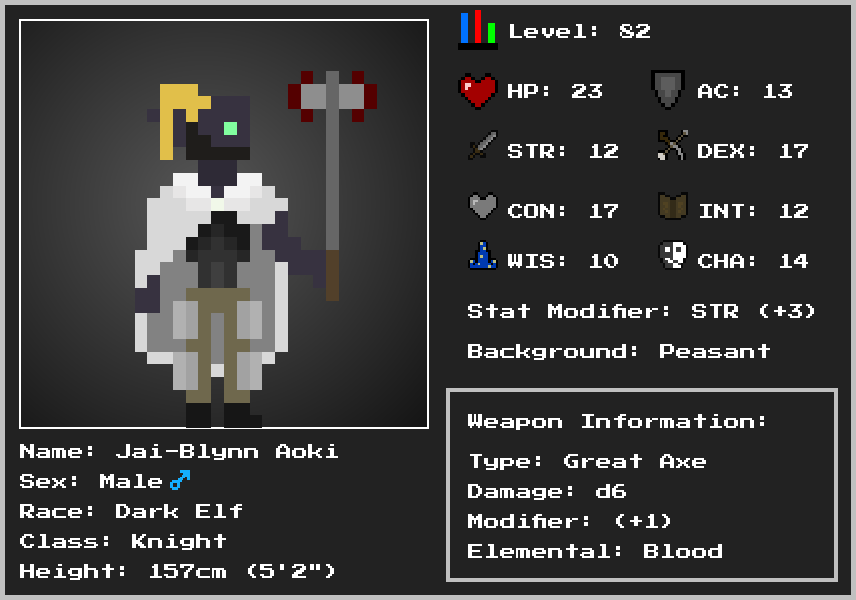 Level: 82
HP: 23
AC: 13
STR: 12
DEX: 17
CON: 17
INT: 12
WIS: 10
CHA: 14
Stat Modifier: STR (+3)
Background: Peasant
Weapon Information:
Type: Great Axe
Damage: d6
Modifier: (+1)
Elemental: Blood
Name: Jai-Blynn Aoki
Sex: Male ♂
Race: Dark Elf
Class: Knight
Height: 157cm (5'2")